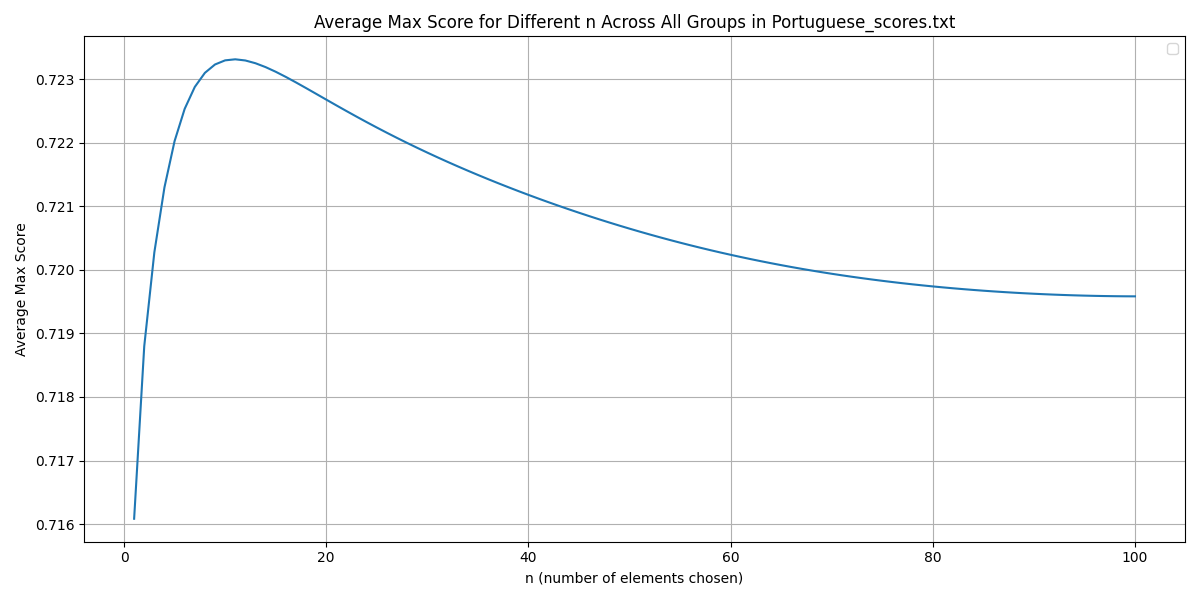 Average Max Score for Different n Across All Groups in Portuguese_scores.txt
0.723
0.722
0.721
0.720
0.719
0.718
0.717
0.716
Average Max Score
0 20 40 60 80 100
n (number of elements chosen)